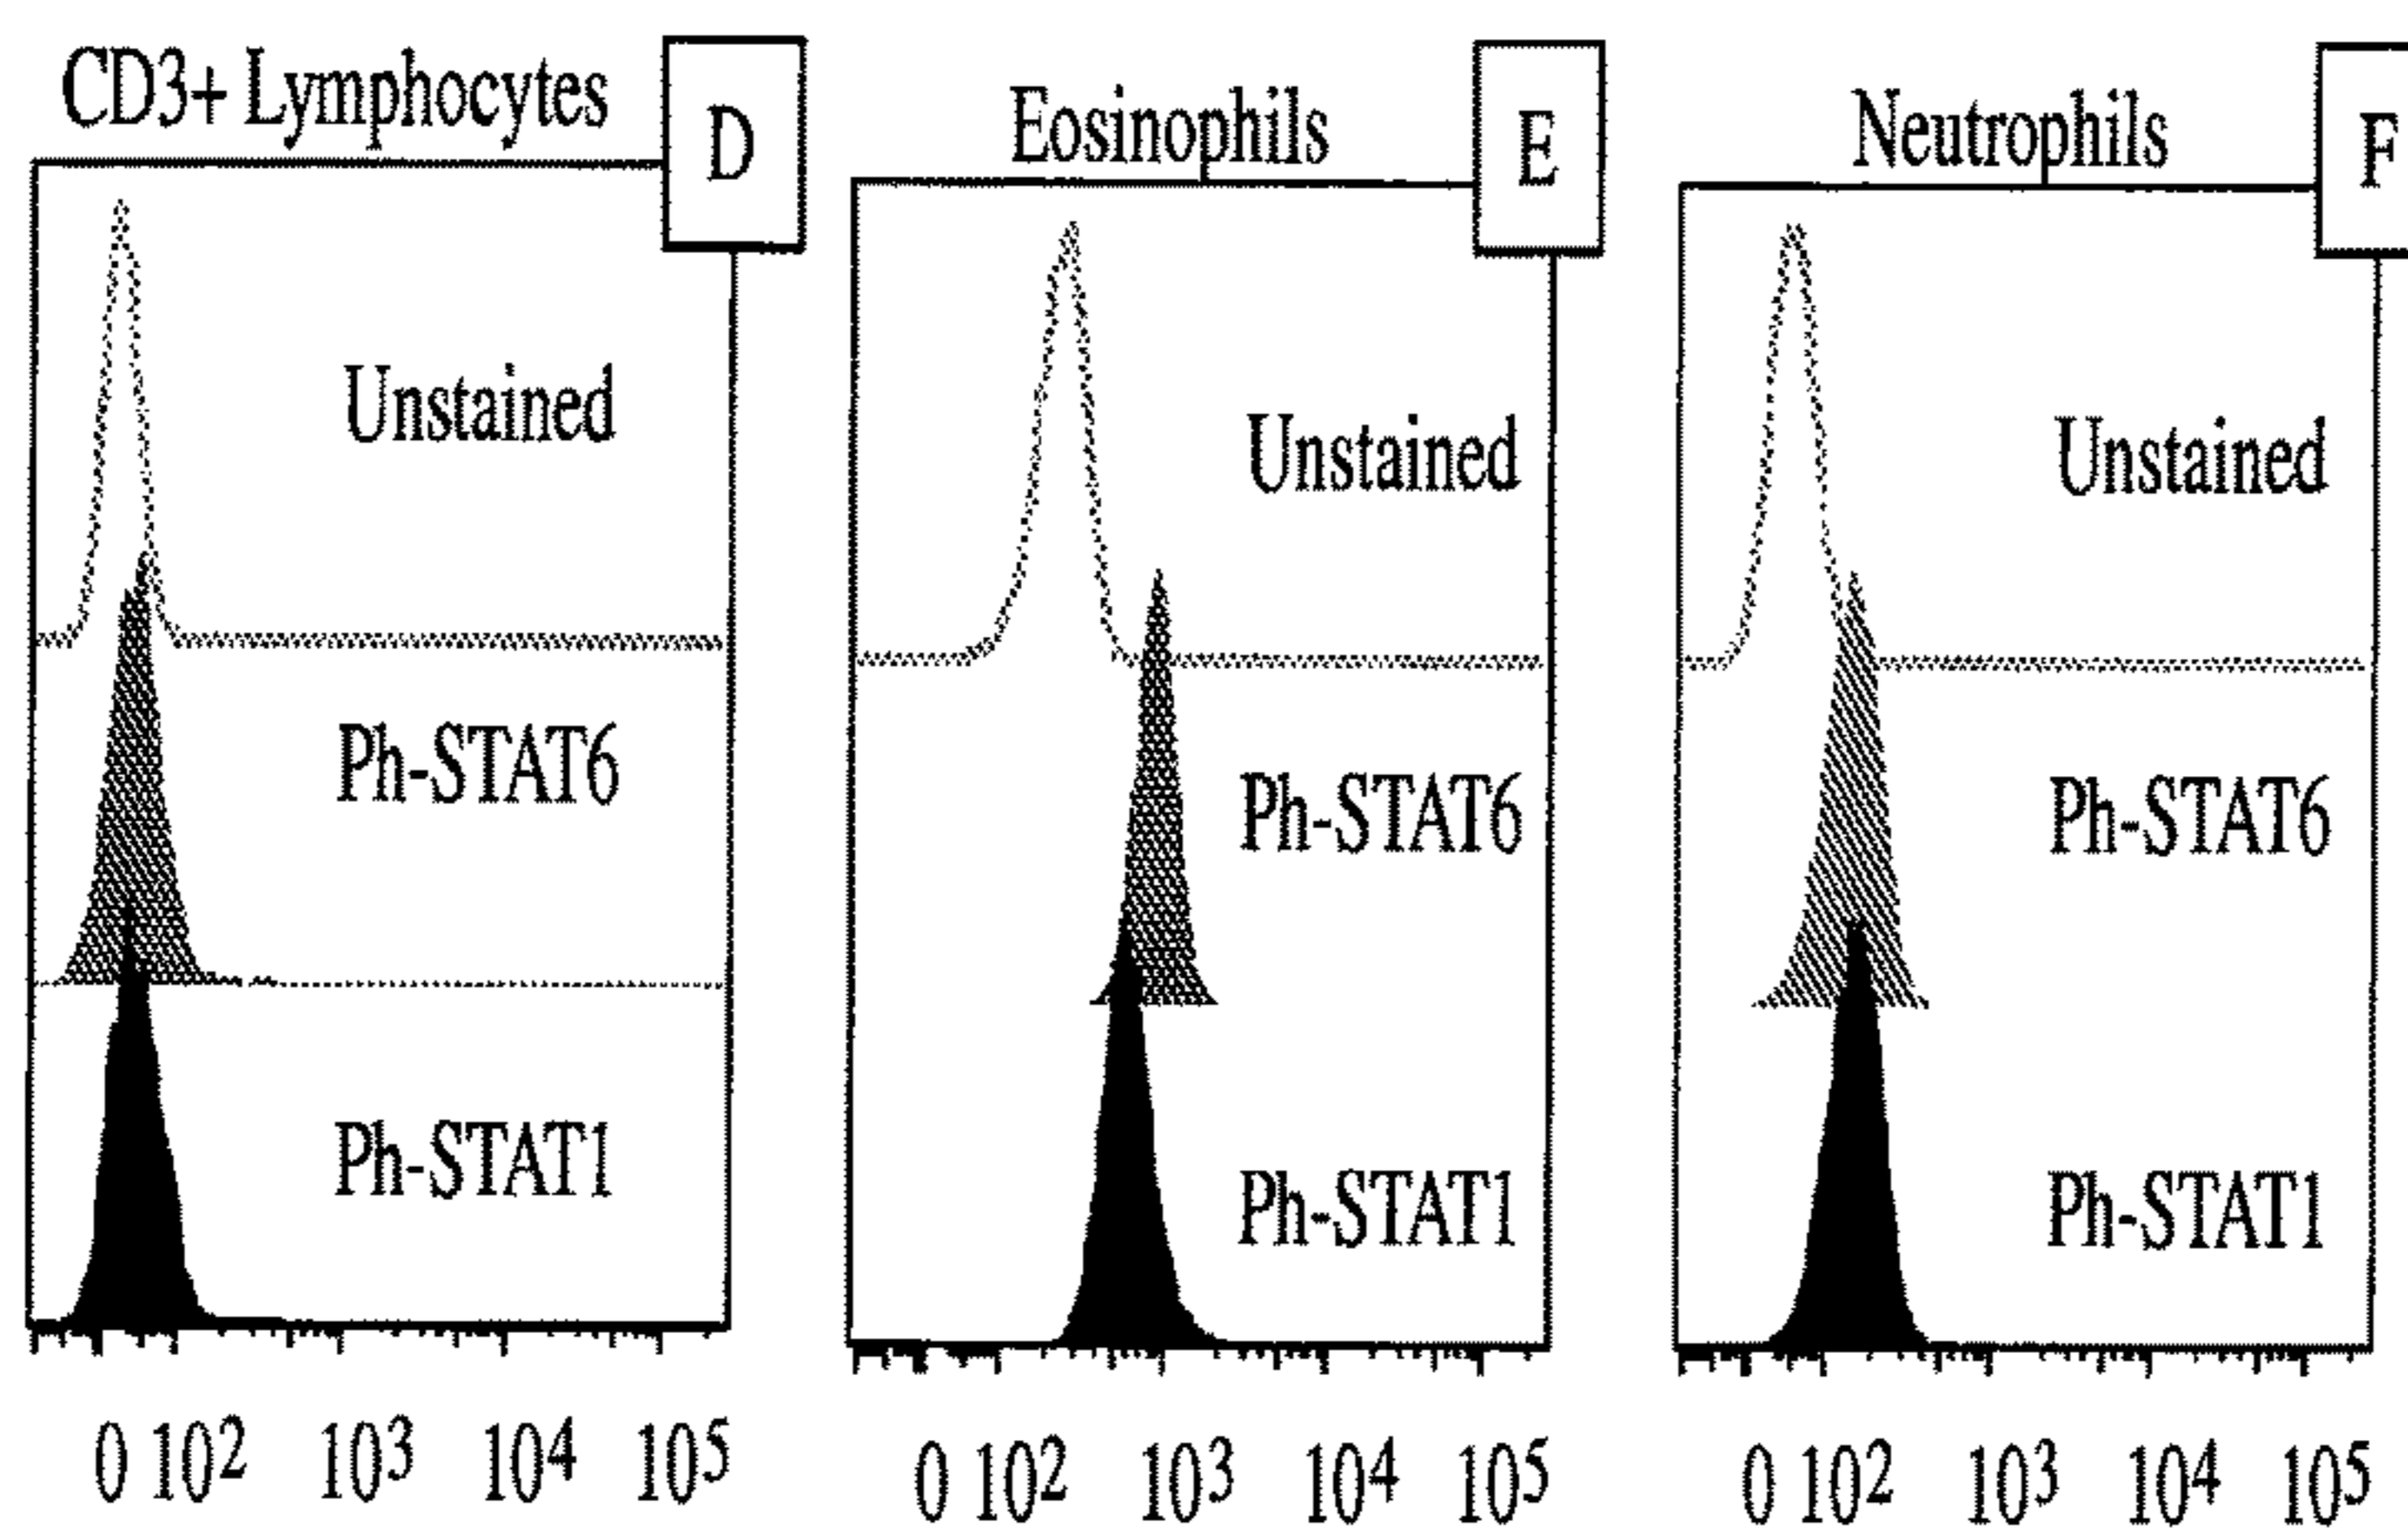 CD3+ Lymphocytes
D
Unstained
Ph-STAT6
Ph-STAT1
0 10² 10³ 10⁴ 10⁵
Eosinophils
E
Unstained
Ph-STAT6
Ph-STAT1
0 10² 10³ 10⁴ 10⁵
Neutrophils
F
Unstained
Ph-STAT6
Ph-STAT1
0 10² 10³ 10⁴ 10⁵